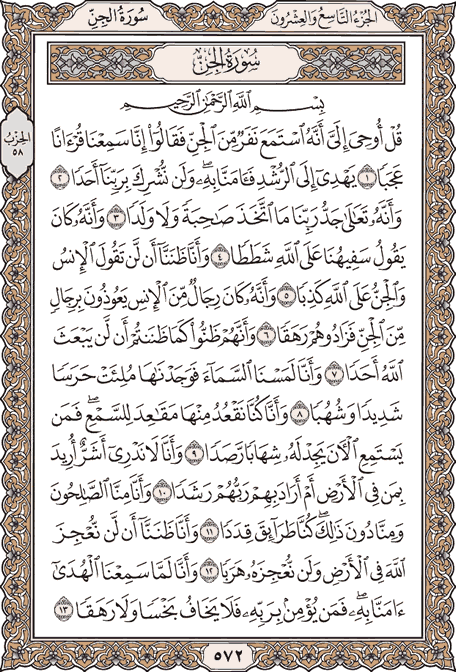 الجُزْءُ التَّاسِعُ وَالعِشْرُونَ سُورَةُ الجِنِّ
سُورَةُ الجِنِّ
بِسْمِ ٱللَّهِ ٱلرَّحْمَٰنِ ٱلرَّحِيمِ
قُلْ أُوحِىَ إِلَىَّ أَنَّهُ ٱسْتَمَعَ نَفَرٌ مِّنَ ٱلْجِنِّ فَقَالُوٓا۟ إِنَّا سَمِعْنَا قُرْءَانًا
الحِزْبُ
٥٨
عَجَبًا ١ يَهْدِىٓ إِلَى ٱلرُّشْدِ فَـَٔامَنَّا بِهِۦ ۖ وَلَن نُّشْرِكَ بِرَبِّنَآ أَحَدًا ٢
وَأَنَّهُۥ تَعَٰلَىٰ جَدُّ رَبِّنَا مَا ٱتَّخَذَ صَٰحِبَةً وَلَا وَلَدًا ٣ وَأَنَّهُۥ كَانَ
يَقُولُ سَفِيهُنَا عَلَى ٱللَّهِ شَطَطًا ٤ وَأَنَّا ظَنَنَّآ أَن لَّن تَقُولَ ٱلْإِنسُ
وَٱلْجِنُّ عَلَى ٱللَّهِ كَذِبًا ٥ وَأَنَّهُۥ كَانَ رِجَالٌ مِّنَ ٱلْإِنسِ يَعُوذُونَ بِرِجَالٍ
مِّنَ ٱلْجِنِّ فَزَادُوهُمْ رَهَقًا ٦ وَأَنَّهُمْ ظَنُّوا۟ كَمَا ظَنَنتُمْ أَن لَّن يَبْعَثَ
ٱللَّهُ أَحَدًا ٧ وَأَنَّا لَمَسْنَا ٱلسَّمَآءَ فَوَجَدْنَٰهَا مُلِئَتْ حَرَسًا
شَدِيدًا وَشُهُبًا ٨ وَأَنَّا كُنَّا نَقْعُدُ مِنْهَا مَقَٰعِدَ لِلسَّمْعِ ۖ فَمَن
يَسْتَمِعِ ٱلْـَٔانَ يَجِدْ لَهُۥ شِهَابًا رَّصَدًا ٩ وَأَنَّا لَا نَدْرِىٓ أَشَرٌّ أُرِيدَ
بِمَن فِى ٱلْأَرْضِ أَمْ أَرَادَ بِهِمْ رَبُّهُمْ رَشَدًا ١٠ وَأَنَّا مِنَّا ٱلصَّٰلِحُونَ
وَمِنَّا دُونَ ذَٰلِكَ ۖ كُنَّا طَرَآئِقَ قِدَدًا ١١ وَأَنَّا ظَنَنَّآ أَن لَّن نُّعْجِزَ
ٱللَّهَ فِى ٱلْأَرْضِ وَلَن نُّعْجِزَهُۥ هَرَبًا ١٢ وَأَنَّا لَمَّا سَمِعْنَا ٱلْهُدَىٰٓ
ءَامَنَّا بِهِۦ ۖ فَمَن يُؤْمِنۢ بِرَبِّهِۦ فَلَا يَخَافُ بَخْسًا وَلَا رَهَقًا ١٣
٥٧٢